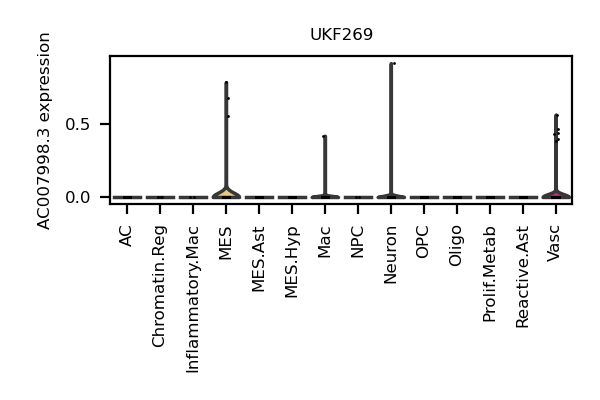 UKF269
AC007998.3 expression
0.5
0.0
AC
Chromatin.Reg
Inflammatory.Mac
MES
MES.Ast
MES.Hyp
Mac
NPC
Neuron
OPC
Oligo
Prolif.Metab
Reactive.Ast
Vasc